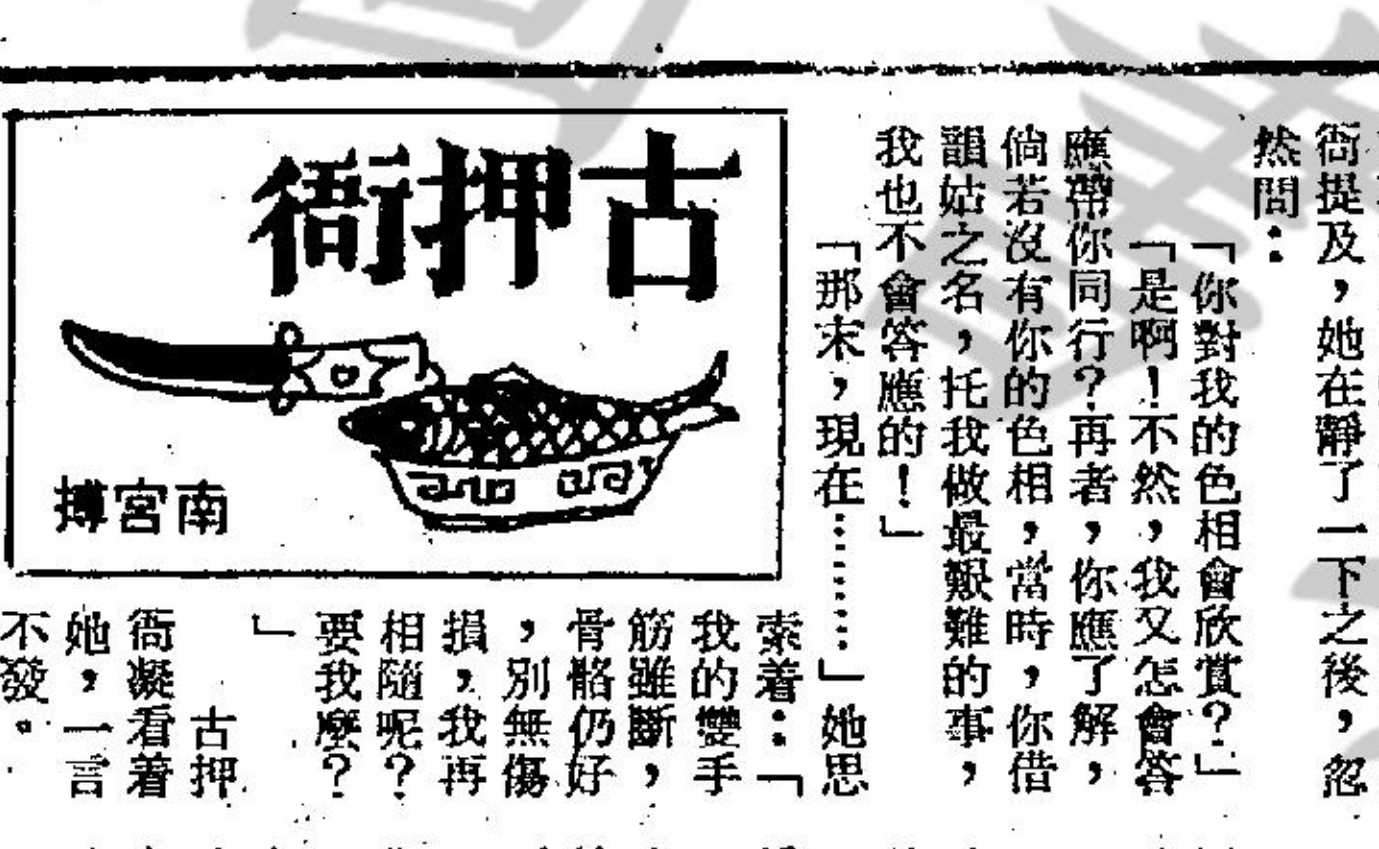 衙提及，她在靜了一下之後，忽
然問：
「你對我的色相會欣賞？」
「是啊！不然，我又怎會答
應帶你同行？再者，你應了解，
倘若沒有你的色相，當時，你借
韻姑之名，托我做最艱難的事，
我也不會答應的！」
「那末，現在………」她思
索着：「
我的雙手
筋雖斷，
骨骼仍好
，別無傷
損，我再
相隨呢？
要我麼？
」
古押
衙凝看着
她，一言
不發。
古押衙
南宮搏